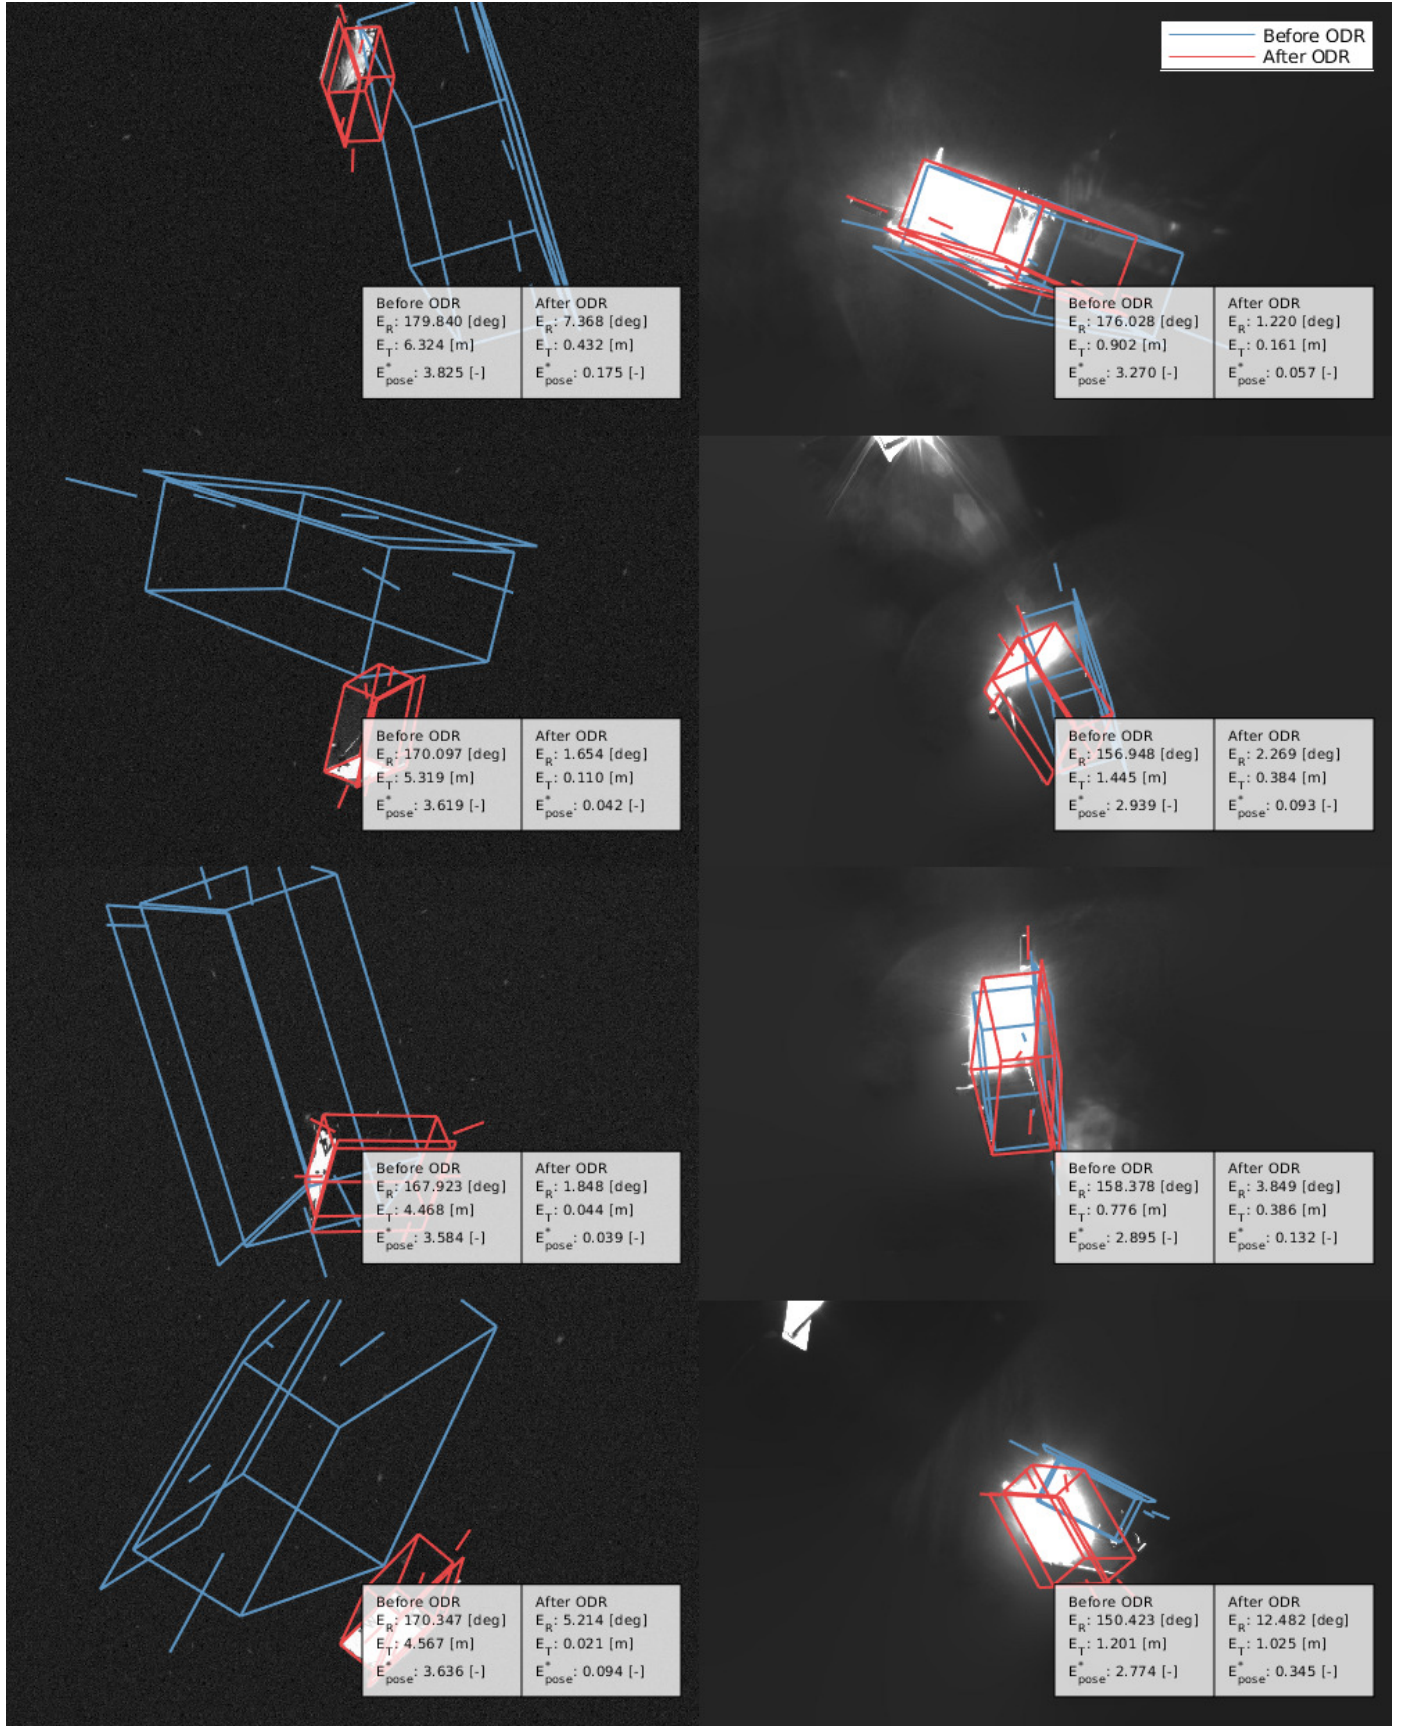 Before ODR
After ODR
Before ODR After ODR
E_R: 179.840 [deg] E_R: 7.368 [deg]
E_T: 6.324 [m] E_T: 0.432 [m]
E*_pose: 3.825 [-] E*_pose: 0.175 [-]
Before ODR After ODR
E_R: 176.028 [deg] E_R: 1.220 [deg]
E_T: 0.902 [m] E_T: 0.161 [m]
E*_pose: 3.270 [-] E*_pose: 0.057 [-]
Before ODR After ODR
E_R: 170.097 [deg] E_R: 1.654 [deg]
E_T: 5.319 [m] E_T: 0.110 [m]
E*_pose: 3.619 [-] E*_pose: 0.042 [-]
Before ODR After ODR
E_R: 156.948 [deg] E_R: 2.269 [deg]
E_T: 1.445 [m] E_T: 0.384 [m]
E*_pose: 2.939 [-] E*_pose: 0.093 [-]
Before ODR After ODR
E_R: 167.923 [deg] E_R: 1.848 [deg]
E_T: 4.468 [m] E_T: 0.044 [m]
E*_pose: 3.584 [-] E*_pose: 0.039 [-]
Before ODR After ODR
E_R: 158.378 [deg] E_R: 3.849 [deg]
E_T: 0.776 [m] E_T: 0.386 [m]
E*_pose: 2.895 [-] E*_pose: 0.132 [-]
Before ODR After ODR
E_R: 170.347 [deg] E_R: 5.214 [deg]
E_T: 4.567 [m] E_T: 0.021 [m]
E*_pose: 3.636 [-] E*_pose: 0.094 [-]
Before ODR After ODR
E_R: 150.423 [deg] E_R: 12.482 [deg]
E_T: 1.201 [m] E_T: 1.025 [m]
E*_pose: 2.774 [-] E*_pose: 0.345 [-]